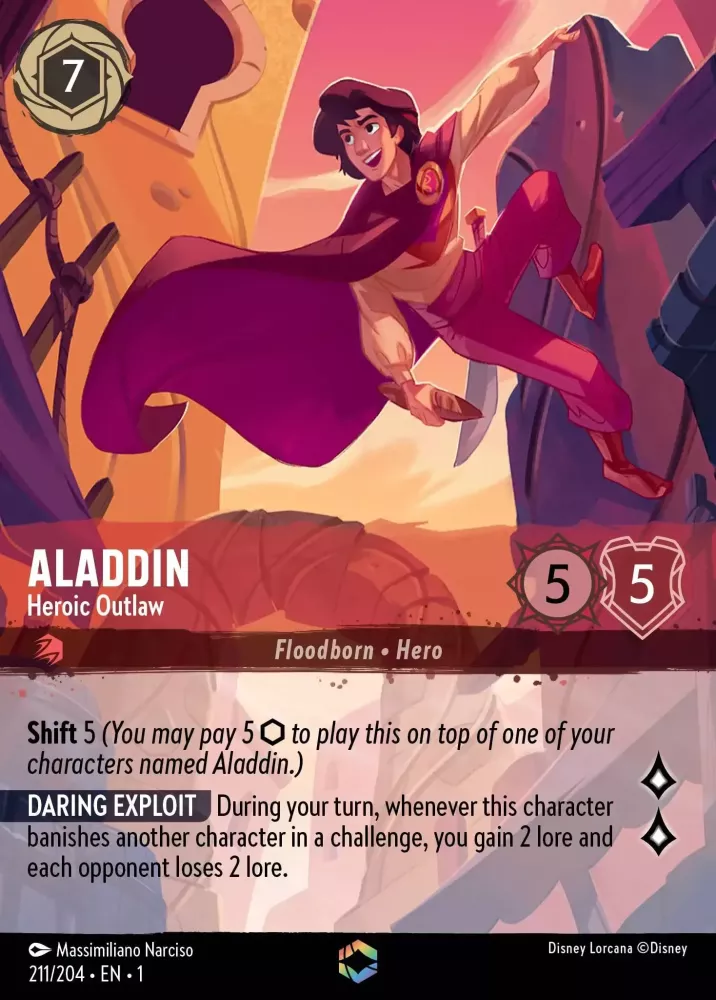 7
ALADDIN
Heroic Outlaw
5 5
Floodborn • Hero
Shift 5 (You may pay 5 to play this on top of one of your
characters named Aladdin.)
DARING EXPLOIT During your turn, whenever this character
banishes another character in a challenge, you gain 2 lore and
each opponent loses 2 lore.
Massimiliano Narciso
Disney Lorcana ©Disney
211/204 • EN • 1